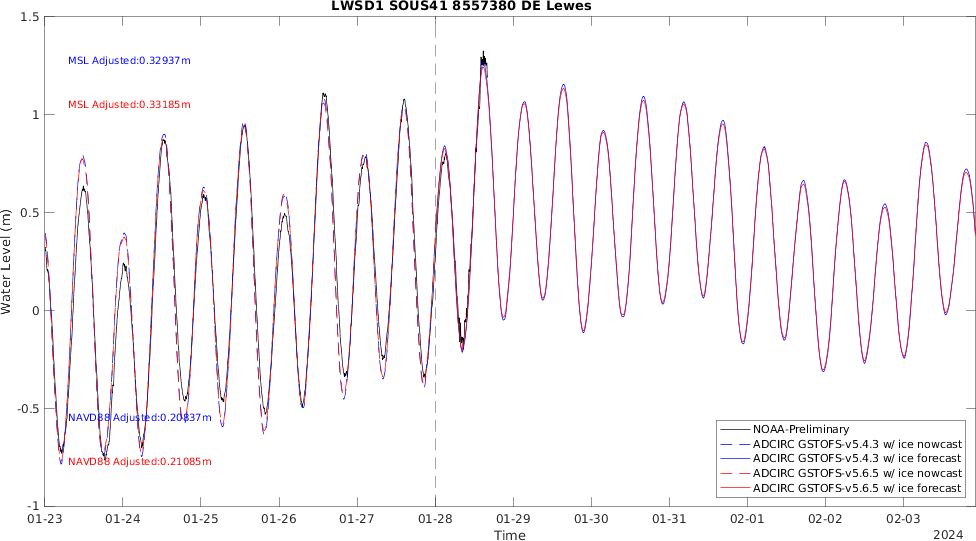 LWSD1 SOUS41 8557380 DE Lewes
1.5
1
0.5
0
-0.5
-1
Water Level (m)
MSL Adjusted:0.32937m
MSL Adjusted:0.33185m
NAVD88 Adjusted:0.20837m
NAVD88 Adjusted:0.21085m
NOAA-Preliminary
ADCIRC GSTOFS-v5.4.3 w/ ice nowcast
ADCIRC GSTOFS-v5.4.3 w/ ice forecast
ADCIRC GSTOFS-v5.6.5 w/ ice nowcast
ADCIRC GSTOFS-v5.6.5 w/ ice forecast
01-23 01-24 01-25 01-26 01-27 01-28 01-29 01-30 01-31 02-01 02-02 02-03
Time
2024